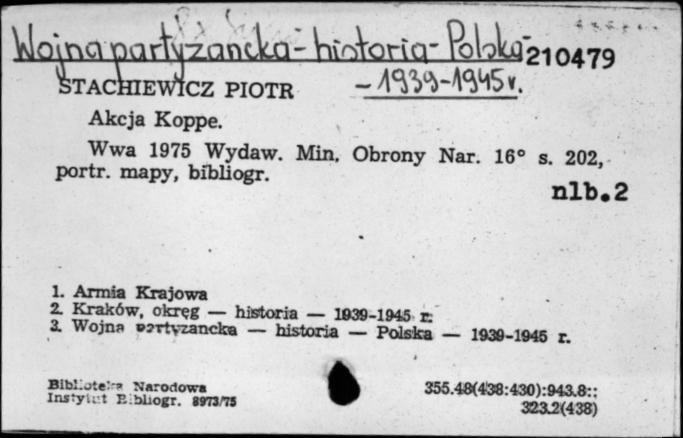 Wojna partyzancka - historia - Polska -
210479
- 1939-1945 r.
STACHIEWICZ PIOTR
Akcja Koppe.
Wwa 1975 Wydaw. Min. Obrony Nar. 16° s. 202,
portr. mapy, bibliogr.
nlb.2
1. Armia Krajowa
2. Kraków, okręg — historia — 1939-1945 r.
3. Wojna partyzancka — historia — Polska — 1939-1945 r.
Biblioteka Narodowa
Instytut Bibliogr. 8973/75
355.48(438:430):943.8::
323.2(438)